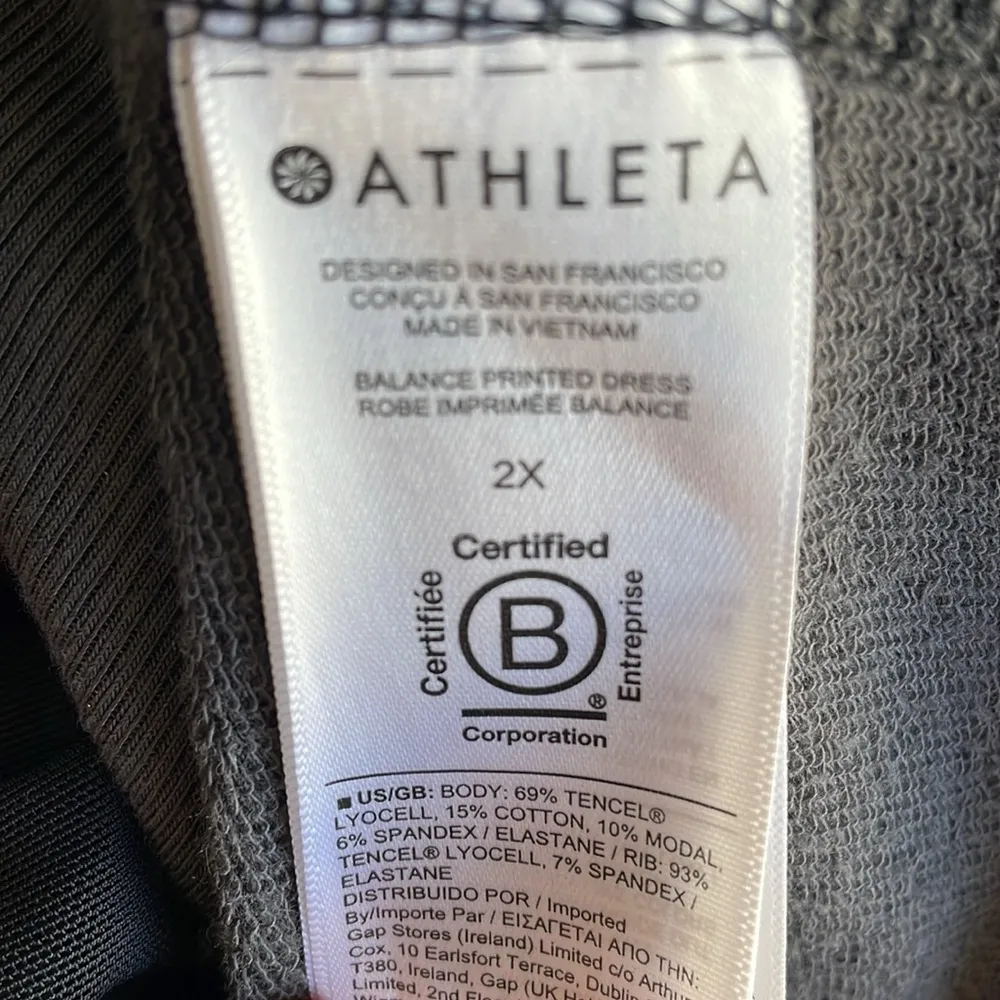 ATHLETA
DESIGNED IN SAN FRANCISCO
CONÇU À SAN FRANCISCO
MADE IN VIETNAM
BALANCE PRINTED DRESS
ROBE IMPRIMÉE BALANCE
2X
Certified
Certifiée
B
Entreprise
®
Corporation
US/GB: BODY: 69% TENCEL®
LYOCELL, 15% COTTON, 10% MODAL,
6% SPANDEX / ELASTANE / RIB: 93%
TENCEL® LYOCELL, 7% SPANDEX /
ELASTANE
DISTRIBUIDO POR / Imported
By/Importe Par / ΕΙΣΑΓΕΤΑΙ ΑΠΟ ΤΗΝ:
Gap Stores (Ireland) Limited c/o Arthur
Cox, 10 Earlsfort Terrace, Dublin
T380, Ireland, Gap (UK
Limited, 2nd